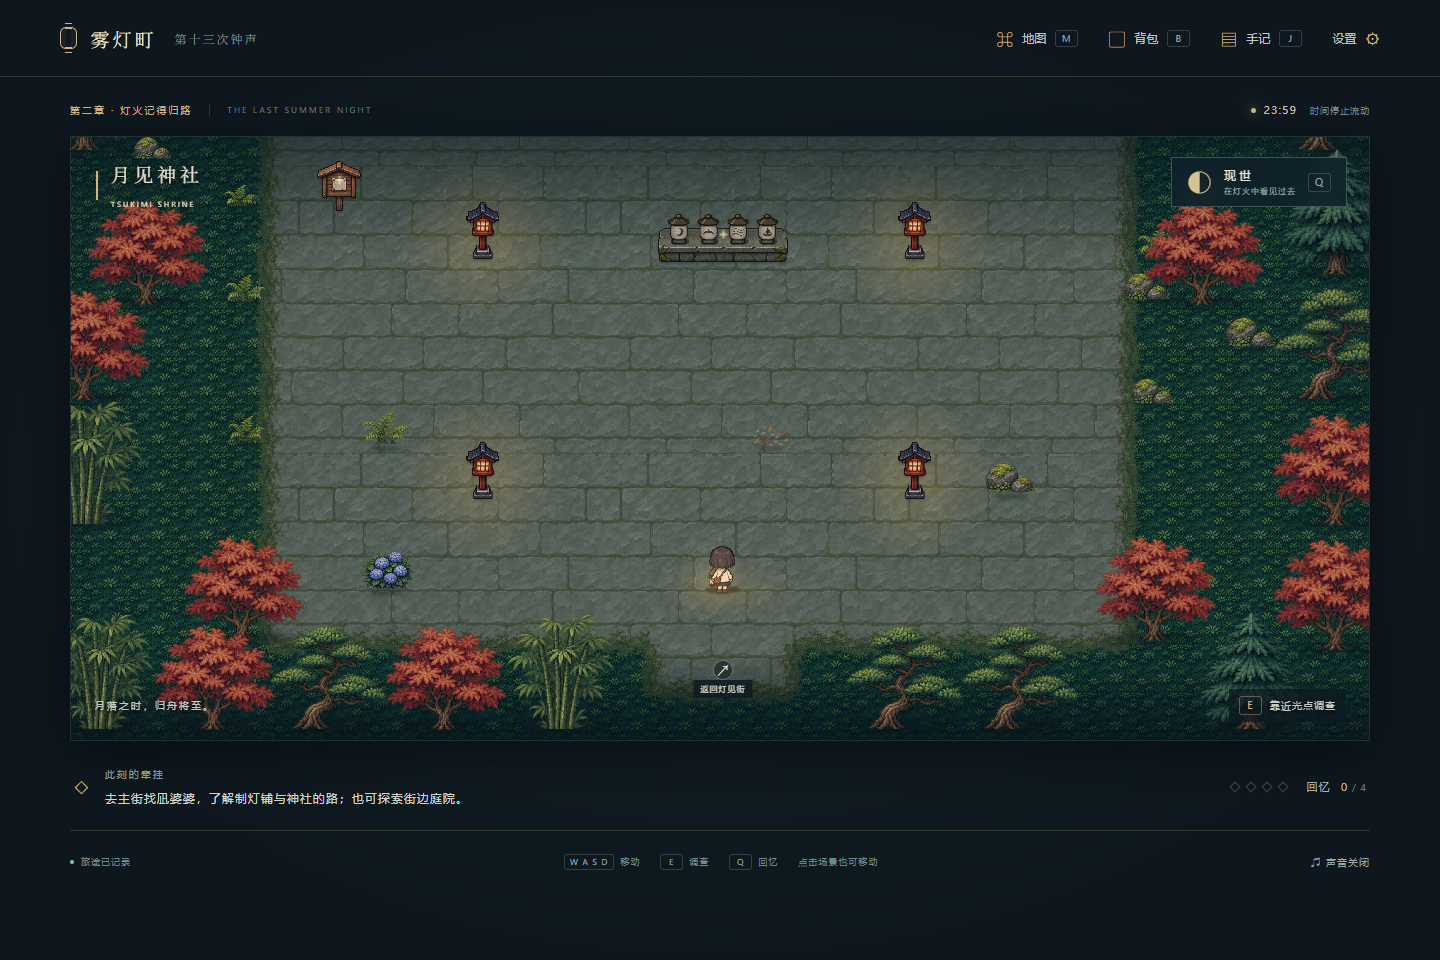 雾灯町 第十三次钟声
地图 M 背包 B 手记 J 设置
第二章 · 灯火记得归路 THE LAST SUMMER NIGHT
23:59 时间停止流动
月见神社
TSUKIMI SHRINE
现世
在灯火中看见过去
Q
返回灯见街
月落之时，归舟将至。
E 靠近光点调查
此刻的牵挂
去主街找凪婆婆，了解制灯铺与神社的路；也可探索街边庭院。
回忆 0 / 4
旅途已记录
WASD 移动 E 调查 Q 回忆 点击场景也可移动
声音关闭